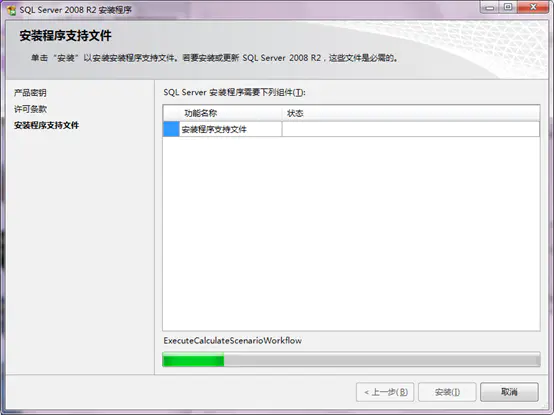 SQL Server 2008 R2 安装程序
安装程序支持文件
单击“安装”以安装安装程序支持文件。若要安装或更新 SQL Server 2008 R2，这些文件是必需的。
产品密钥
许可条款
安装程序支持文件
SQL Server 安装程序需要下列组件(T):
功能名称 状态
安装程序支持文件
ExecuteCalculateScenarioWorkflow
< 上一步(B) 安装(I) 取消